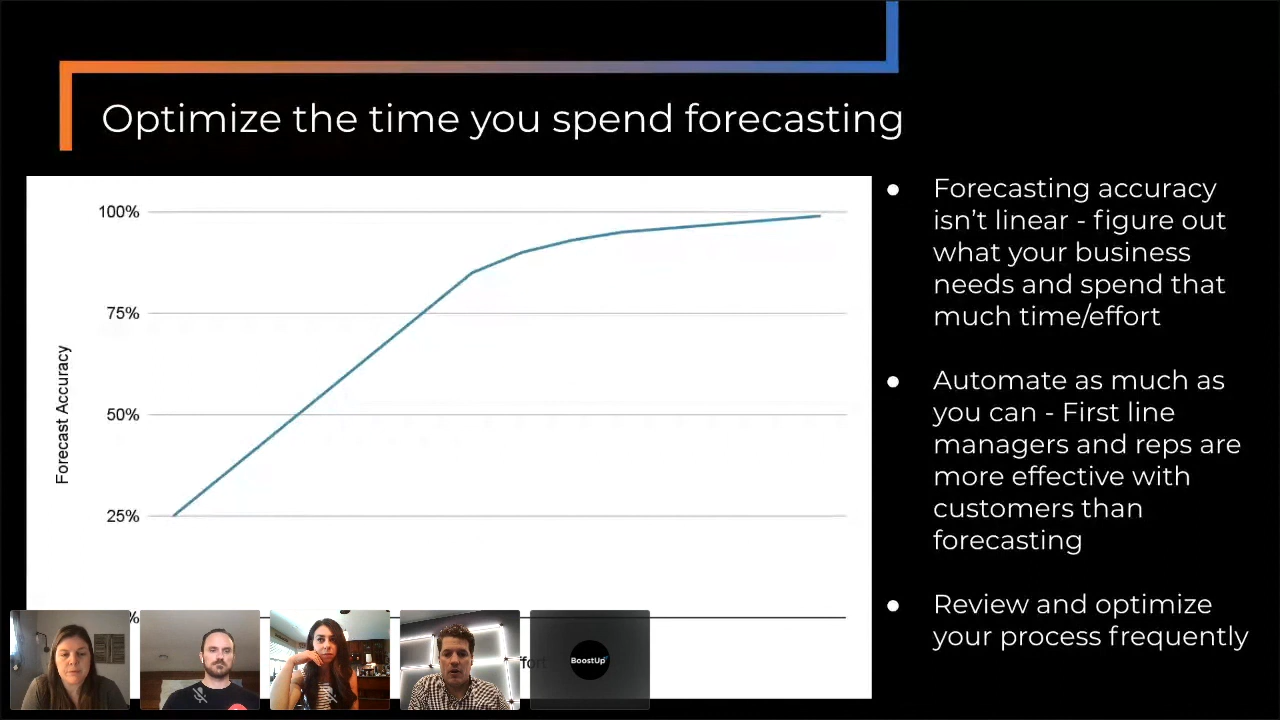 Optimize the time you spend forecasting
100%
75%
50%
25%
%
Forecast Accuracy
ffort
● Forecasting accuracy
isn't linear - figure out
what your business
needs and spend that
much time/effort
● Automate as much as
you can - First line
managers and reps are
more effective with
customers than
forecasting
● Review and optimize
your process frequently
BoostUp